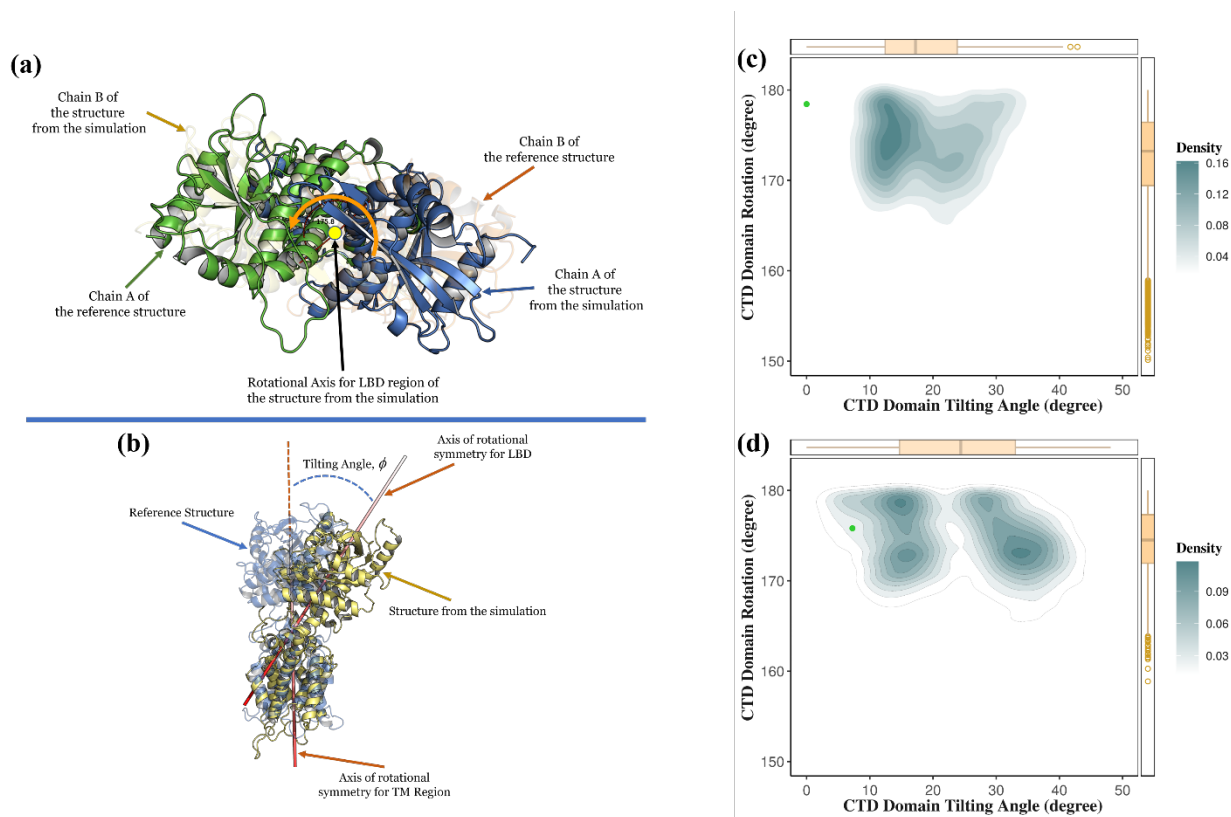 (a)
Chain B of
the structure
from the simulation
Chain B of
the reference structure
175.8
Chain A of
the reference structure
Chain A of
the structure
from the simulation
Rotational Axis for LBD region of
the structure from the simulation
(b)
Axis of rotational
symmetry for LBD
Tilting Angle, ϕ
Reference Structure
Structure from the simulation
Axis of rotational
symmetry for TM Region
(c)
CTD Domain Rotation (degree)
180
170
160
150
0 10 20 30 40 50
CTD Domain Tilting Angle (degree)
Density
0.16
0.12
0.08
0.04
(d)
CTD Domain Rotation (degree)
180
170
160
150
0 10 20 30 40 50
CTD Domain Tilting Angle (degree)
Density
0.09
0.06
0.03